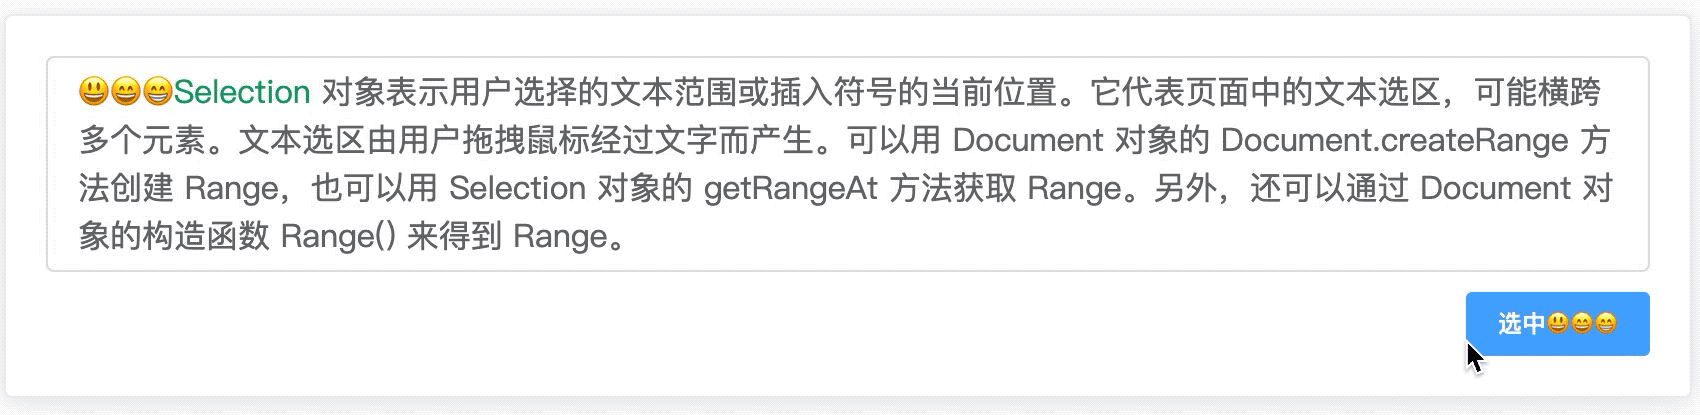 😃😄😁Selection 对象表示用户选择的文本范围或插入符号的当前位置。它代表页面中的文本选区，可能横跨
多个元素。文本选区由用户拖拽鼠标经过文字而产生。可以用 Document 对象的 Document.createRange 方
法创建 Range，也可以用 Selection 对象的 getRangeAt 方法获取 Range。另外，还可以通过 Document 对
象的构造函数 Range() 来得到 Range。
选中😃😄😁